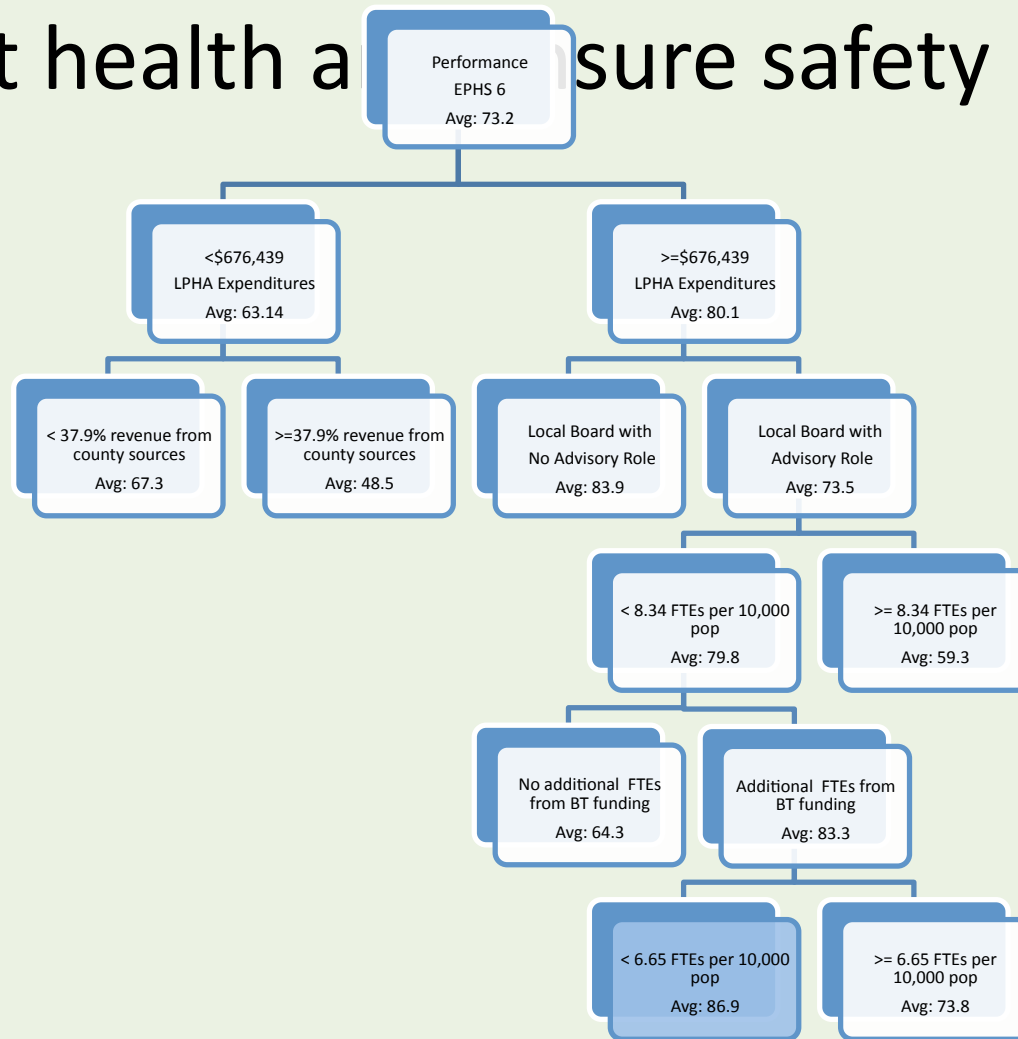 t health a sure safety
Performance
EPHS 6
Avg: 73.2
<$676,439
LPHA Expenditures
Avg: 63.14
>=$676,439
LPHA Expenditures
Avg: 80.1
< 37.9% revenue from
county sources
Avg: 67.3
>=37.9% revenue from
county sources
Avg: 48.5
Local Board with
No Advisory Role
Avg: 83.9
Local Board with
Advisory Role
Avg: 73.5
< 8.34 FTEs per 10,000
pop
Avg: 79.8
>= 8.34 FTEs per
10,000 pop
Avg: 59.3
No additional FTEs
from BT funding
Avg: 64.3
Additional FTEs from
BT funding
Avg: 83.3
< 6.65 FTEs per 10,000
pop
Avg: 86.9
>= 6.65 FTEs per
10,000 pop
Avg: 73.8